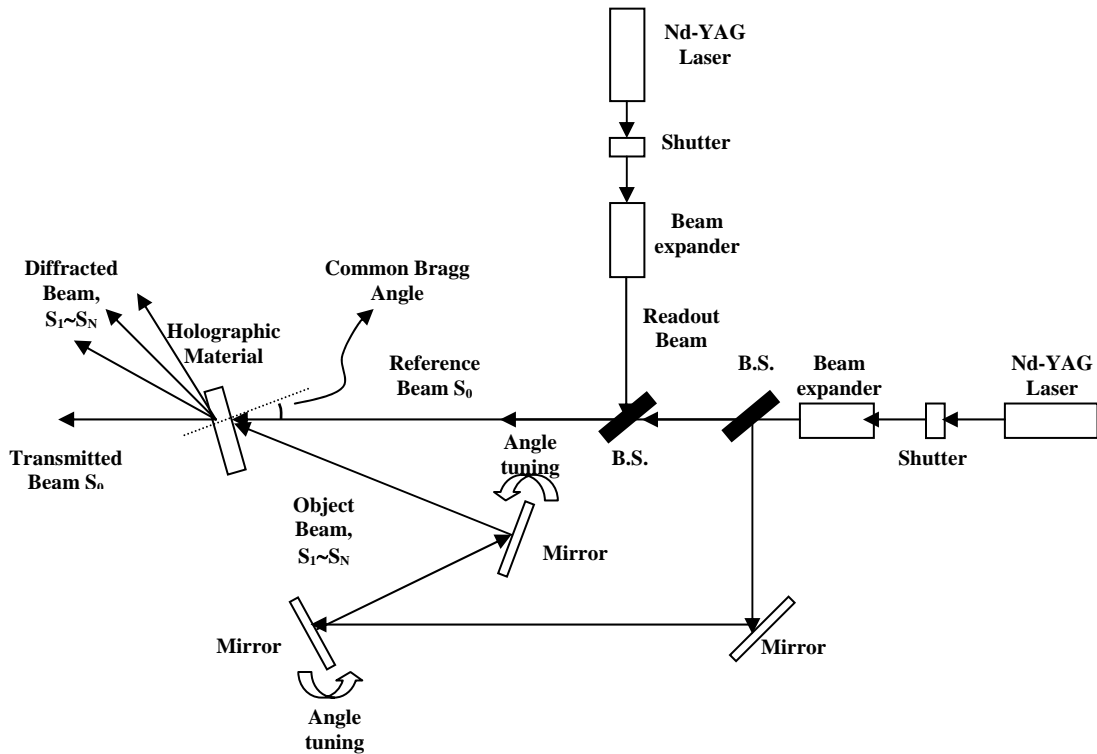 Nd-YAG
Laser
Shutter
Beam
expander
Diffracted
Beam,
S₁~S_N
Common Bragg
Angle
Holographic
Material
Readout
Beam
Reference
Beam S₀
B.S.
Beam
expander
Nd-YAG
Laser
Transmitted
Beam S₀
Angle
tuning
B.S.
Shutter
Object
Beam,
S₁~S_N
Mirror
Mirror
Mirror
Angle
tuning